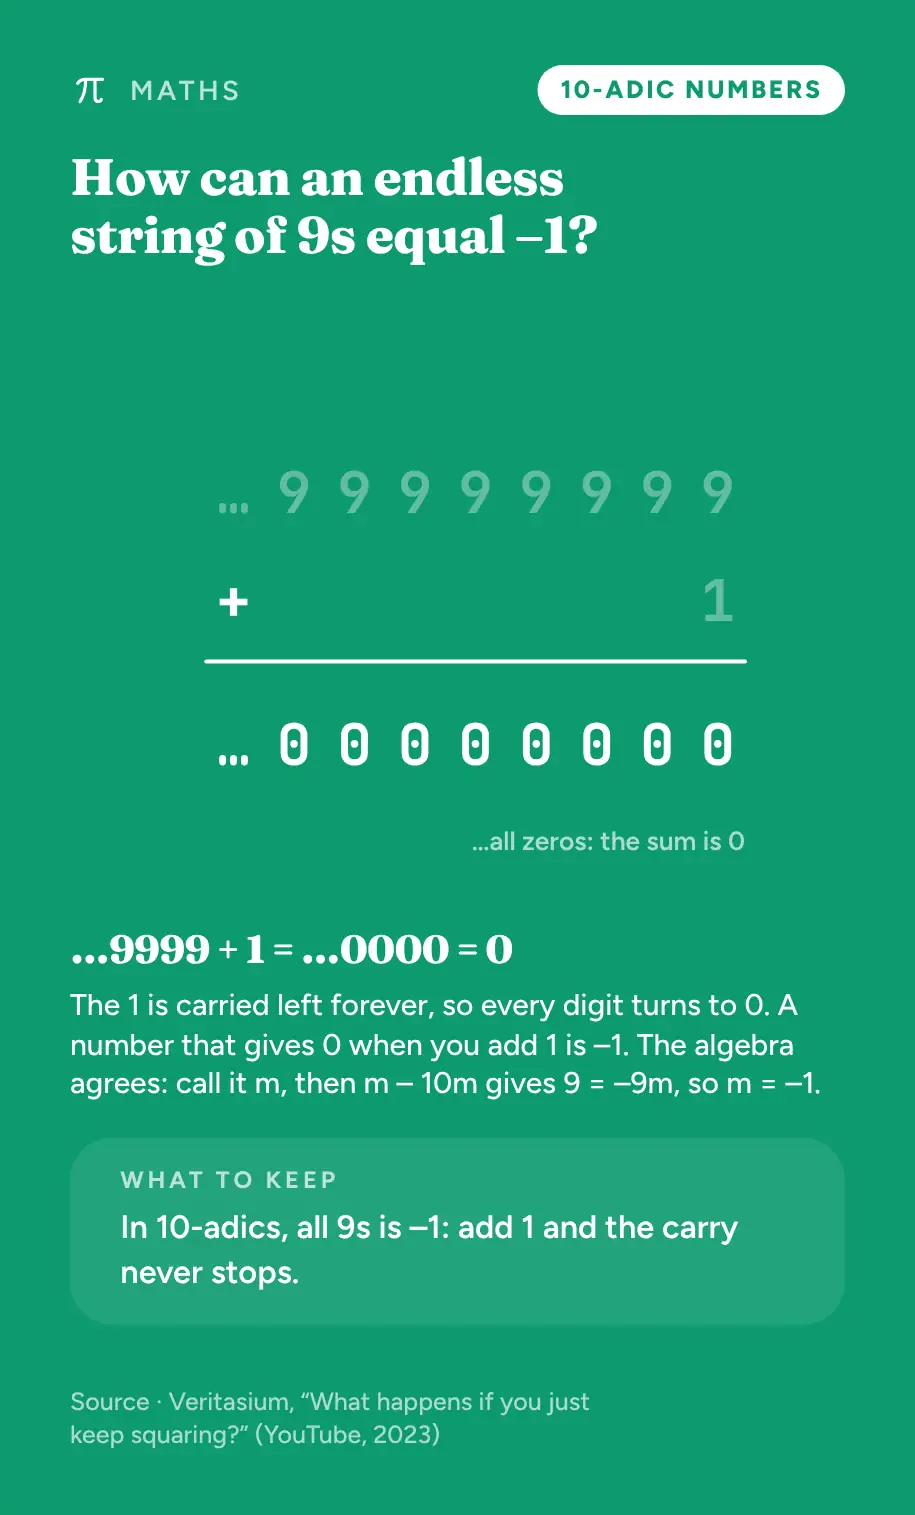 π MATHS
10-ADIC NUMBERS
How can an endless
string of 9s equal –1?
... 9 9 9 9 9 9 9 9
+ 1
... 0 0 0 0 0 0 0 0
...all zeros: the sum is 0
...9999 + 1 = ...0000 = 0
The 1 is carried left forever, so every digit turns to 0. A
number that gives 0 when you add 1 is –1. The algebra
agrees: call it m, then m – 10m gives 9 = –9m, so m = –1.
WHAT TO KEEP
In 10-adics, all 9s is –1: add 1 and the carry
never stops.
Source · Veritasium, “What happens if you just
keep squaring?” (YouTube, 2023)